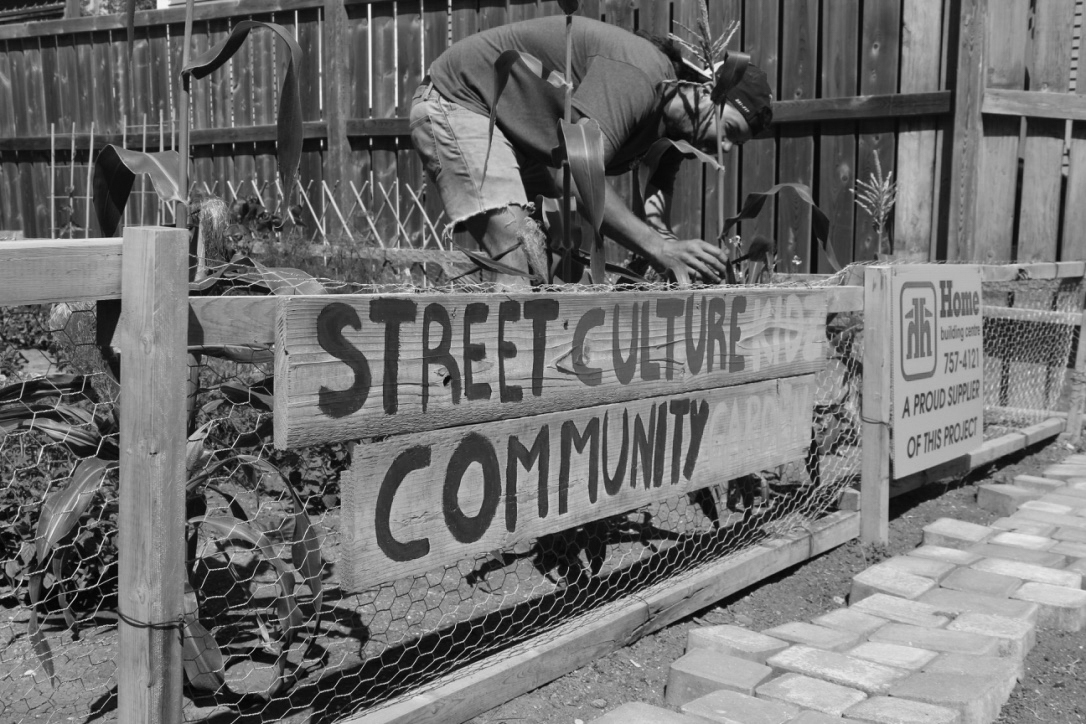 STREET CULTURE KIDZ
COMMUNITY GARDEN
Home
building centre
757-4121
A PROUD SUPPLIER
OF THIS PROJECT